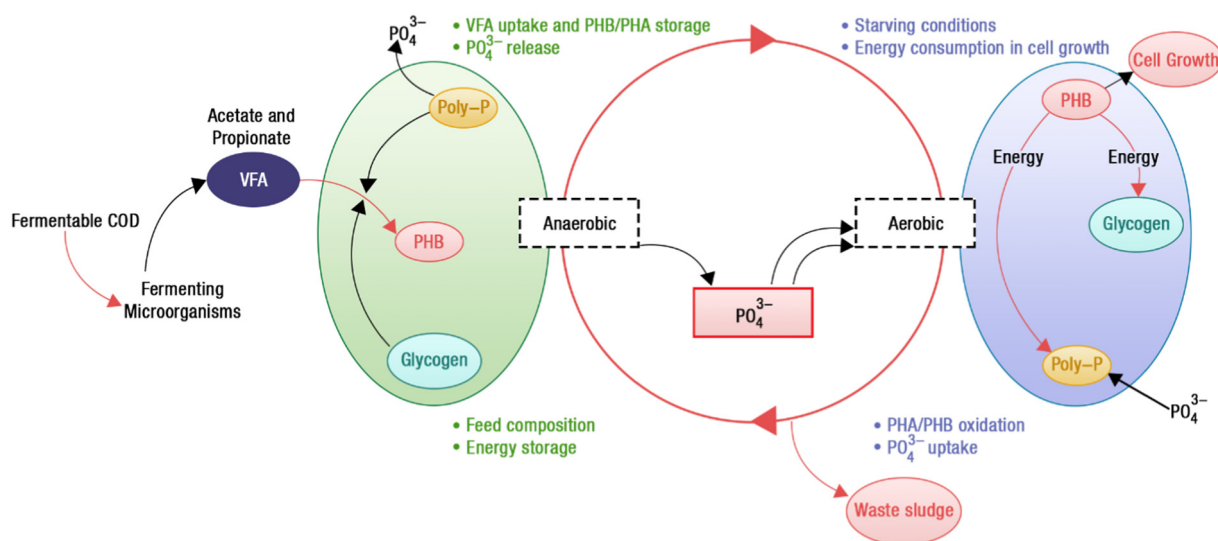 PO₄³⁻
• VFA uptake and PHB/PHA storage
• PO₄³⁻ release
• Starving conditions
• Energy consumption in cell growth
Cell Growth
Poly–P
PHB
Acetate and
Propionate
VFA
Energy
Energy
Fermentable COD
PHB
Anaerobic
Aerobic
Glycogen
Fermenting
Microorganisms
PO₄³⁻
Glycogen
Poly–P
PO₄³⁻
• Feed composition
• Energy storage
• PHA/PHB oxidation
• PO₄³⁻ uptake
Waste sludge